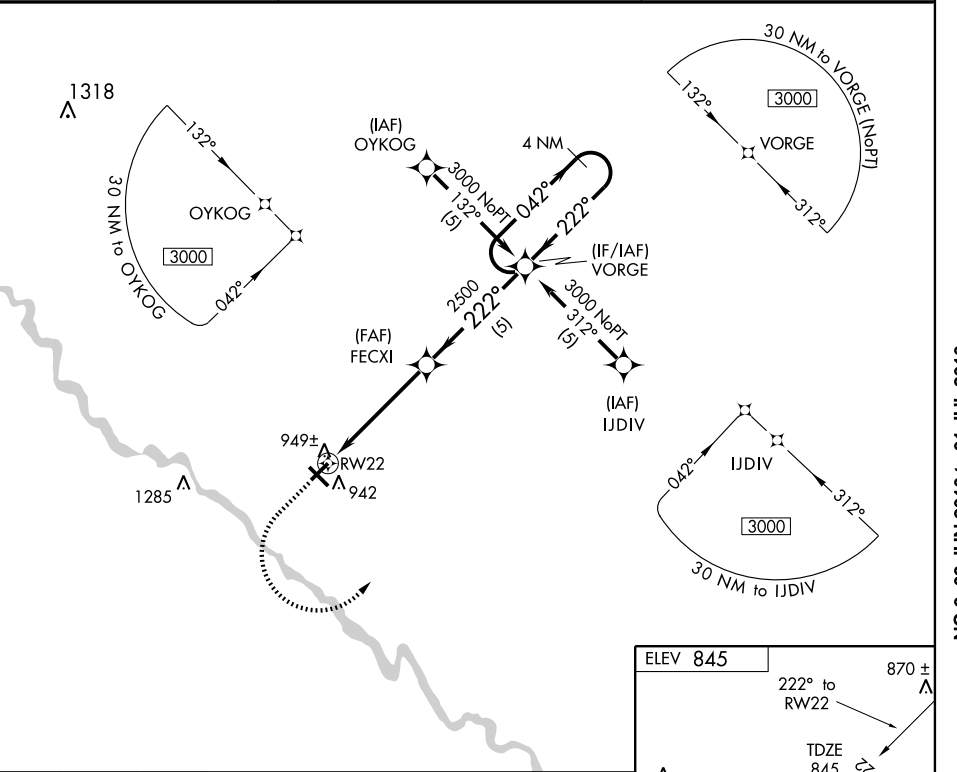 1318
132°
OYKOG
3000
042°
30 NM to OYKOG
(IAF)
OYKOG
3000 NoPT
132°
(5)
4 NM
042°
222°
(IF/IAF)
VORGE
30 NM to VORGE (NoPT)
132°
3000
VORGE
312°
2500
222°
(5)
3000 NoPT
312°
(5)
(FAF)
FECXI
(IAF)
IJDIV
949±
RW22
942
1285
042°
IJDIV
312°
3000
30 NM to IJDIV
ELEV 845
870 ±
222° to
RW22
TDZE
845
22